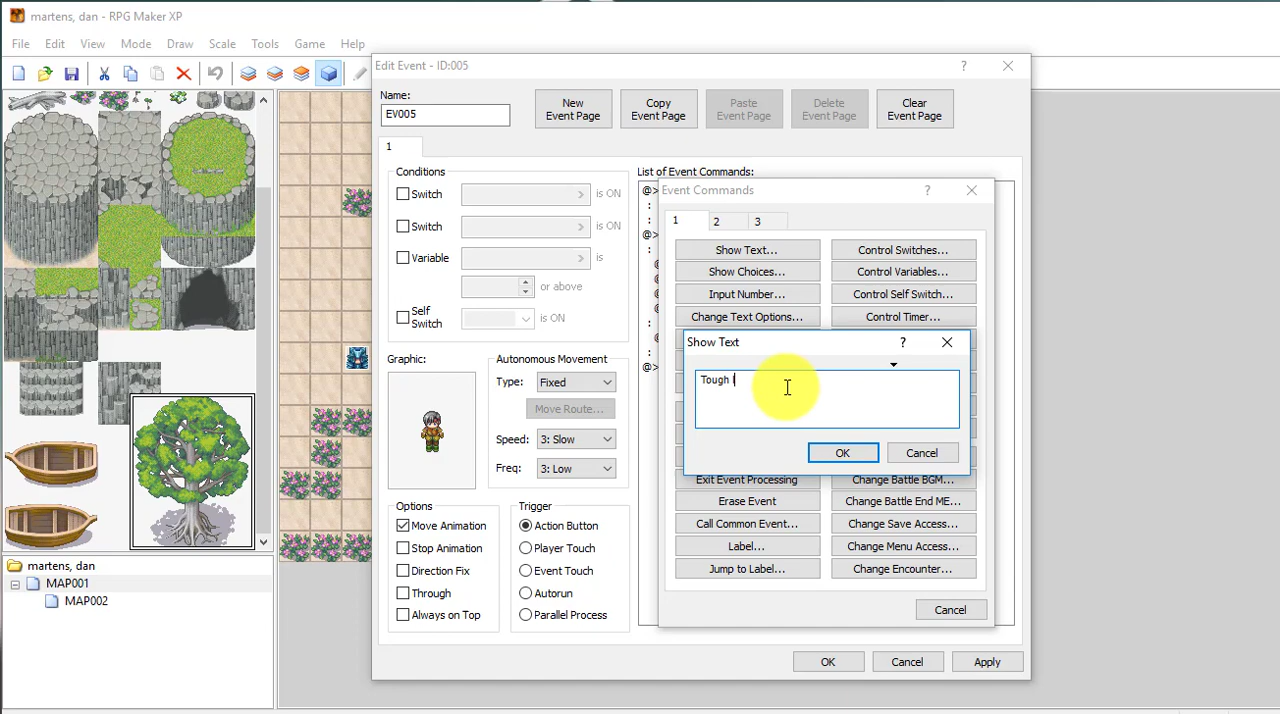 martens, dan - RPG Maker XP
File Edit View Mode Draw Scale Tools Game Help
Edit Event - ID:005
?
Name:
EV005
New Event Page
Copy Event Page
Paste Event Page
Delete Event Page
Clear Event Page
1
Conditions
Switch is ON
Switch is ON
Variable is
or above
Self Switch is ON
Graphic:
Autonomous Movement
Type: Fixed
Move Route...
Speed: 3: Slow
Freq: 3: Low
Options
Move Animation
Stop Animation
Direction Fix
Through
Always on Top
Trigger
Action Button
Player Touch
Event Touch
Autorun
Parallel Process
List of Event Commands:
@>
:
:
@>
:
:
:
@>
Event Commands
?
1 2 3
Show Text... Control Switches...
Show Choices... Control Variables...
Input Number... Control Self Switch...
Change Text Options... Control Timer...
Show Text
?
Tough
OK Cancel
Exit Event Processing Change Battle BGM...
Erase Event Change Battle End ME...
Call Common Event... Change Save Access...
Label... Change Menu Access...
Jump to Label... Change Encounter...
Cancel
OK Cancel Apply
martens, dan
MAP001
MAP002